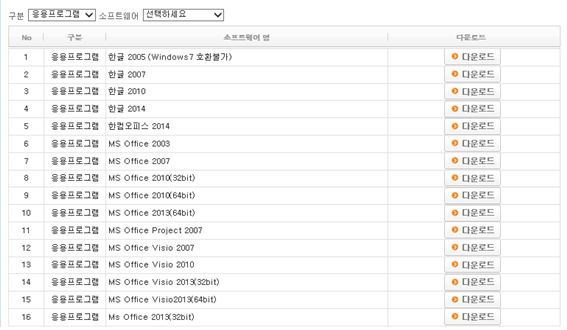 구분 응용프로그램 소프트웨어 선택하세요
No 구분 소프트웨어 명 다운로드
1 응용프로그램 한글 2005 (Windows7 호환불가) 다운로드
2 응용프로그램 한글 2007 다운로드
3 응용프로그램 한글 2010 다운로드
4 응용프로그램 한글 2014 다운로드
5 응용프로그램 한컴오피스 2014 다운로드
6 응용프로그램 MS Office 2003 다운로드
7 응용프로그램 MS Office 2007 다운로드
8 응용프로그램 MS Office 2010(32bit) 다운로드
9 응용프로그램 MS Office 2010(64bit) 다운로드
10 응용프로그램 MS Office 2013(64bit) 다운로드
11 응용프로그램 MS Office Project 2007 다운로드
12 응용프로그램 MS Office Visio 2007 다운로드
13 응용프로그램 MS Office Visio 2010 다운로드
14 응용프로그램 MS Office Visio 2013(32bit) 다운로드
15 응용프로그램 MS Office Visio2013(64bit) 다운로드
16 응용프로그램 Ms Office 2013(32bit) 다운로드